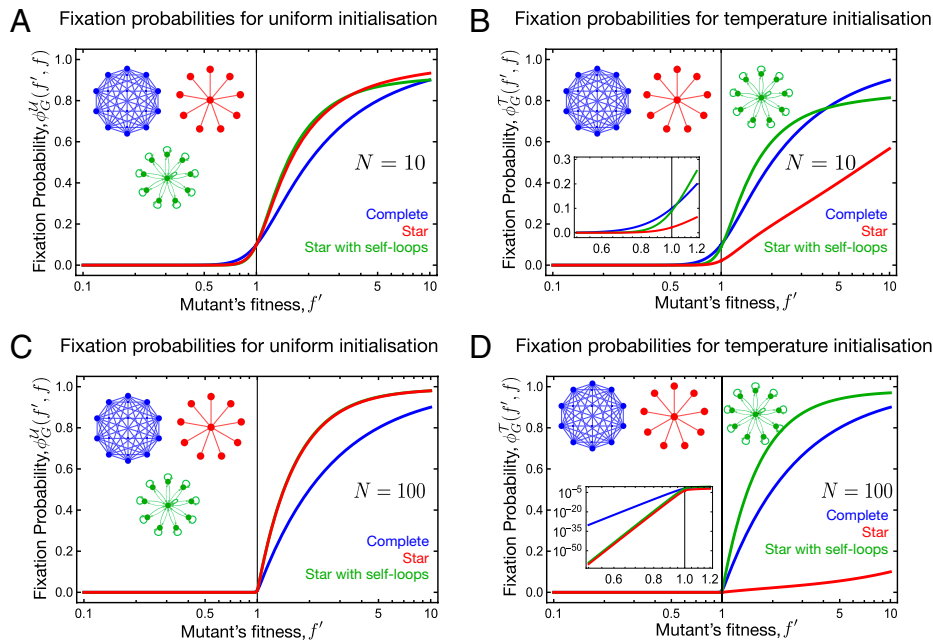 A
Fixation probabilities for uniform initialisation
Fixation Probability, ϕ_G^𝒰(f′, f)
1.0
0.8
0.6
0.4
0.2
0.0
N = 10
Complete
Star
Star with self-loops
0.1
0.5
1
5
10
Mutant's fitness, f′
B
Fixation probabilities for temperature initialisation
Fixation Probability, ϕ_G^𝒯(f′, f)
1.0
0.8
0.6
0.4
0.2
0.0
N = 10
0.3
0.2
0.1
0.0
0.6
0.8
1.0
1.2
Complete
Star
Star with self-loops
0.1
0.5
1
5
10
Mutant's fitness, f′
C
Fixation probabilities for uniform initialisation
Fixation Probability, ϕ_G^𝒰(f′, f)
1.0
0.8
0.6
0.4
0.2
0.0
N = 100
Complete
Star
Star with self-loops
0.1
0.5
1
5
10
Mutant's fitness, f′
D
Fixation probabilities for temperature initialisation
Fixation Probability, ϕ_G^𝒯(f′, f)
1.0
0.8
0.6
0.4
0.2
0.0
N = 100
10⁻⁵
10⁻²⁰
10⁻³⁵
10⁻⁵⁰
0.6
0.8
1.0
1.2
Complete
Star
Star with self-loops
0.1
0.5
1
5
10
Mutant's fitness, f′